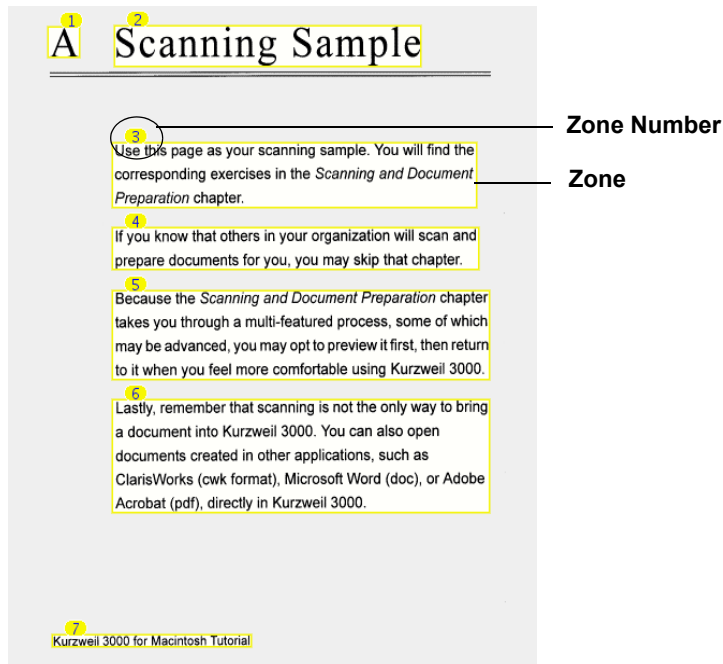 1
A
2
Scanning Sample
3
Zone Number
Use this page as your scanning sample. You will find the
corresponding exercises in the Scanning and Document
Preparation chapter.
Zone
4
If you know that others in your organization will scan and
prepare documents for you, you may skip that chapter.
5
Because the Scanning and Document Preparation chapter
takes you through a multi-featured process, some of which
may be advanced, you may opt to preview it first, then return
to it when you feel more comfortable using Kurzweil 3000.
6
Lastly, remember that scanning is not the only way to bring
a document into Kurzweil 3000. You can also open
documents created in other applications, such as
ClarisWorks (cwk format), Microsoft Word (doc), or Adobe
Acrobat (pdf), directly in Kurzweil 3000.
7
Kurzweil 3000 for Macintosh Tutorial